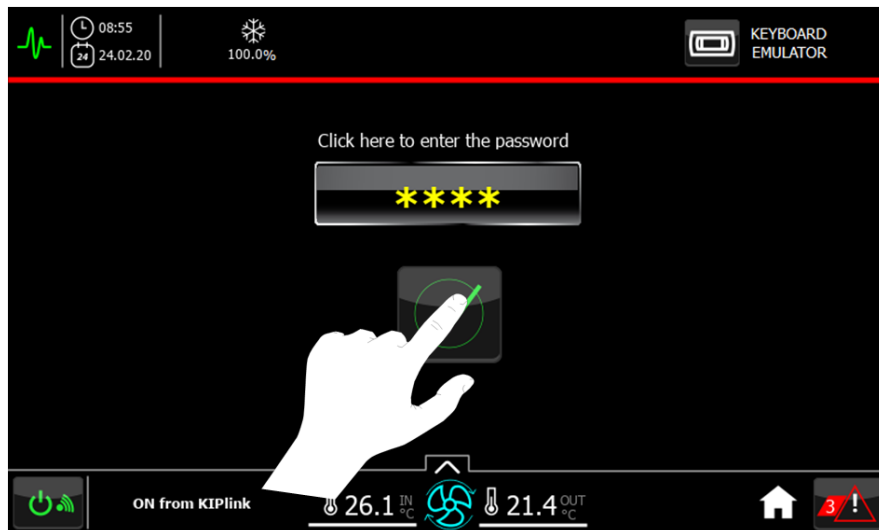 08:55
24 24.02.20
100.0%
KEYBOARD
EMULATOR
Click here to enter the password
****
ON from KIPlink
26.1 IN °C
21.4 OUT °C
3 !